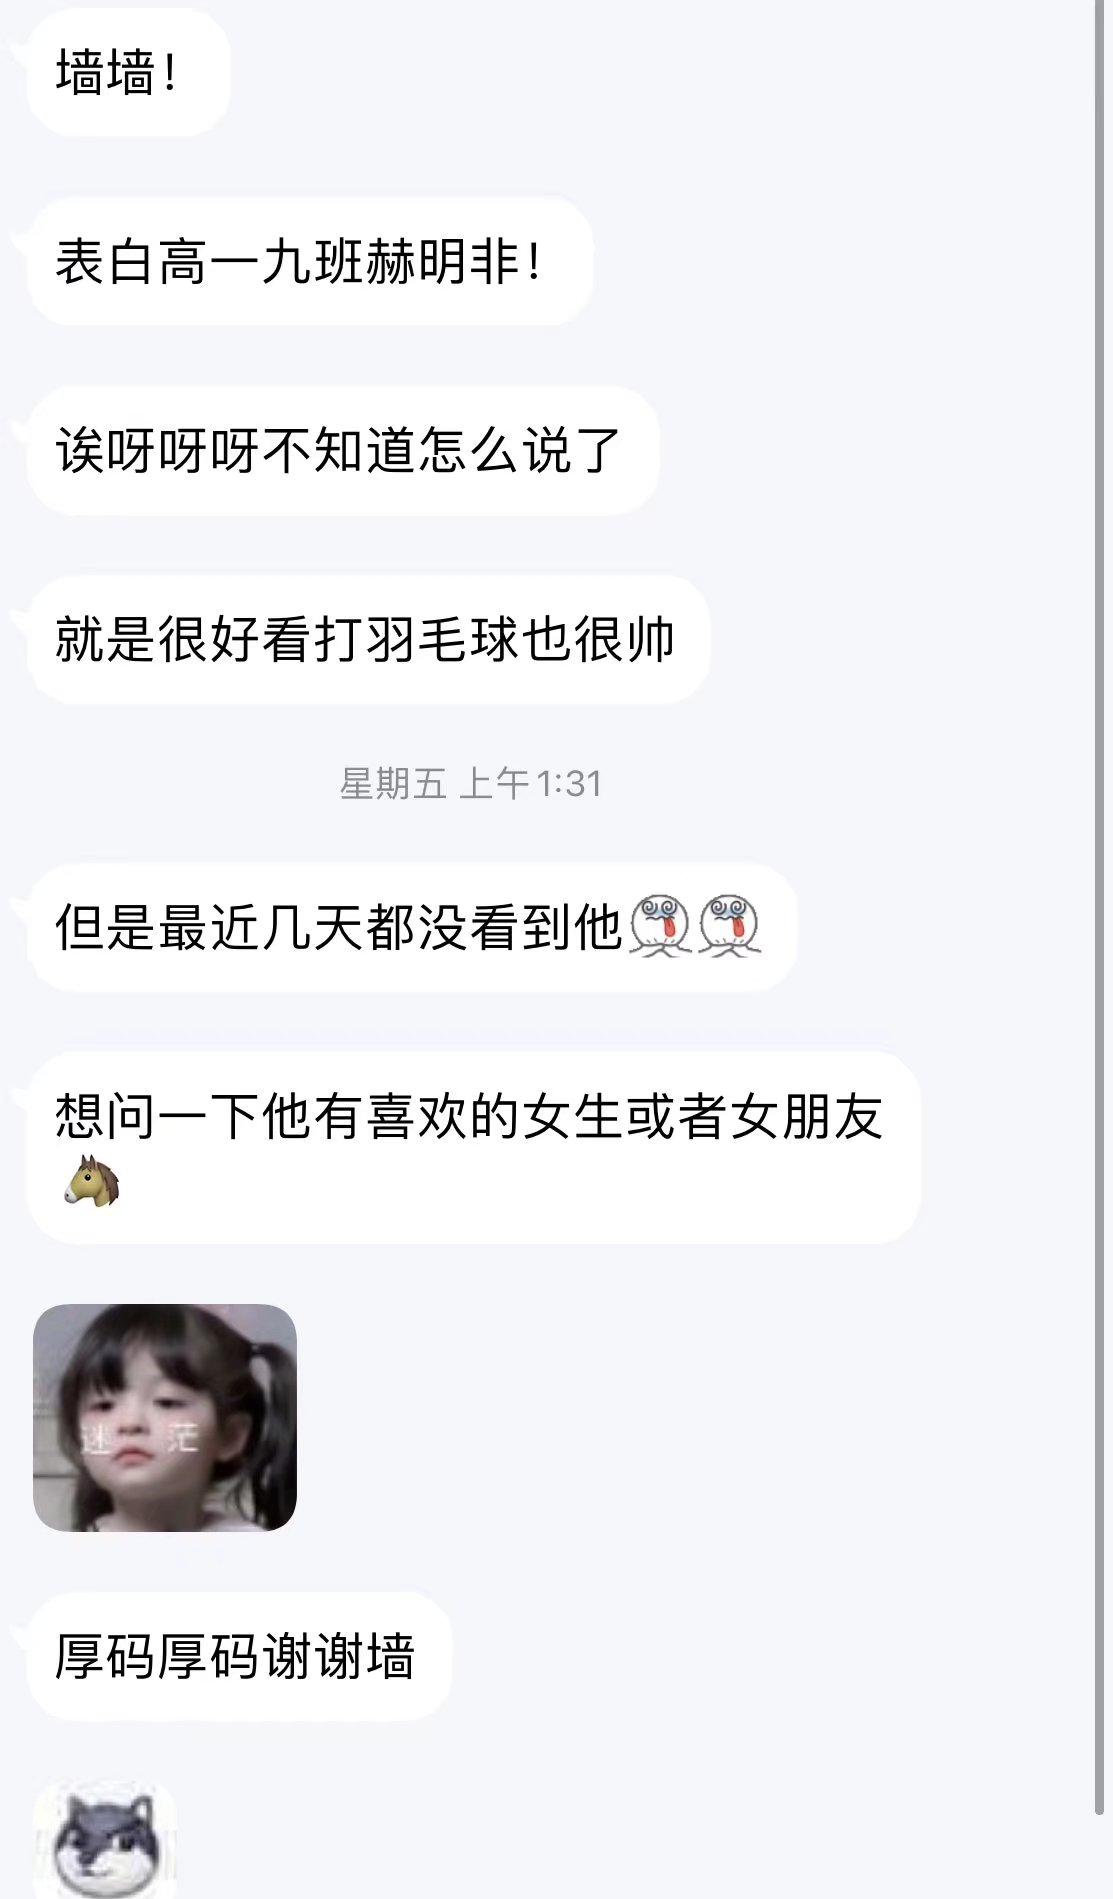 墙墙！
表白高一九班赫明非！
诶呀呀呀不知道怎么说了
就是很好看打羽毛球也很帅
星期五 上午1:31
但是最近几天都没看到他
想问一下他有喜欢的女生或者女朋友
🐴
迷 茫
厚码厚码谢谢墙